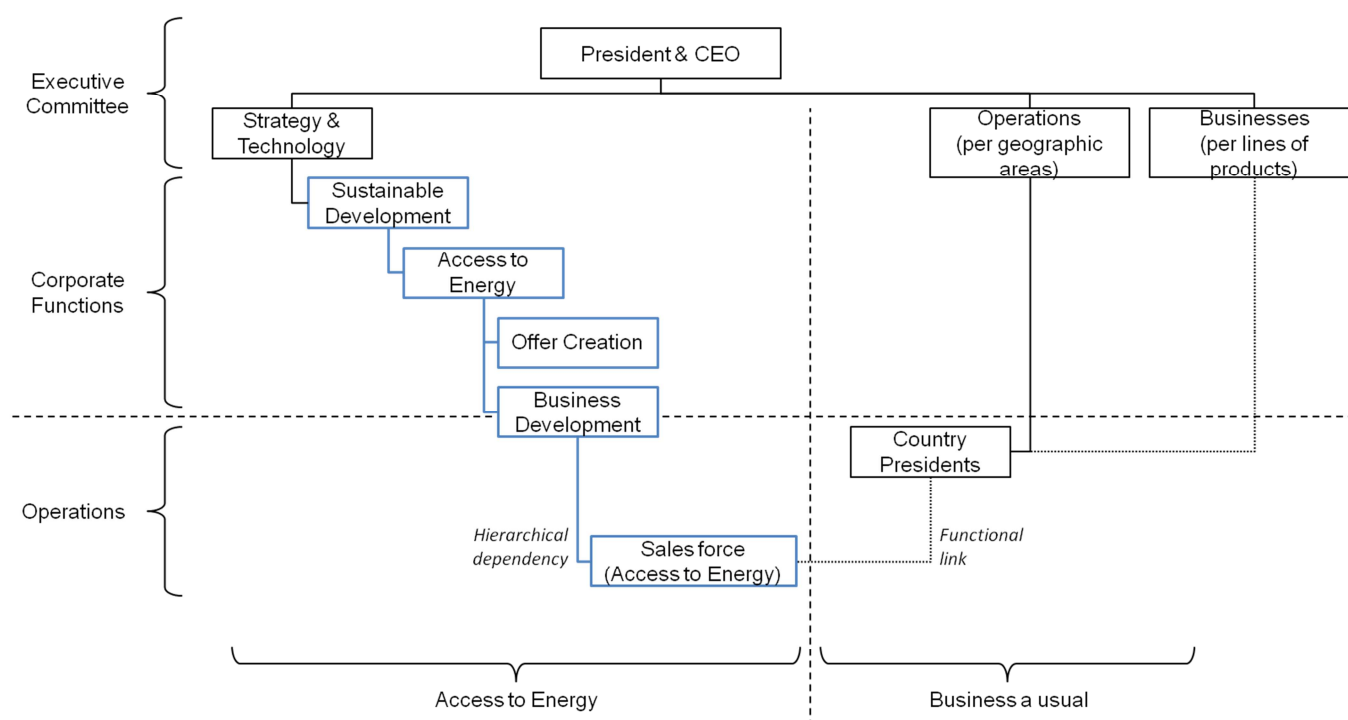 President & CEO
Executive
Committee
Strategy &
Technology
Operations
(per geographic
areas)
Businesses
(per lines of
products)
Sustainable
Development
Access to
Energy
Corporate
Functions
Offer Creation
Business
Development
Country
Presidents
Operations
Hierarchical
dependency
Sales force
(Access to Energy)
Functional
link
Access to Energy
Business a usual